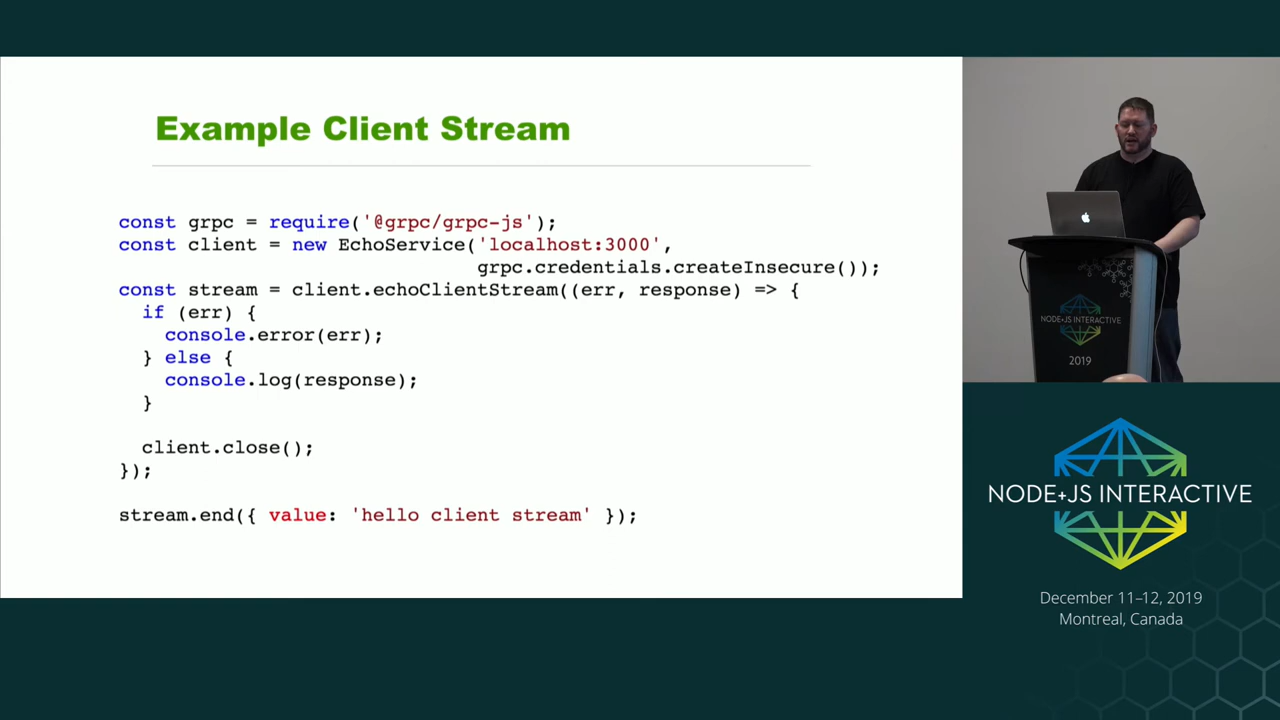 Example Client Stream
const grpc = require('@grpc/grpc-js');
const client = new EchoService('localhost:3000',
grpc.credentials.createInsecure());
const stream = client.echoClientStream((err, response) => {
if (err) {
console.error(err);
} else {
console.log(response);
}
client.close();
});
stream.end({ value: 'hello client stream' });
NODE+JS INTERACTIVE
2019
NODE+JS INTERACTIVE
December 11–12, 2019
Montreal, Canada